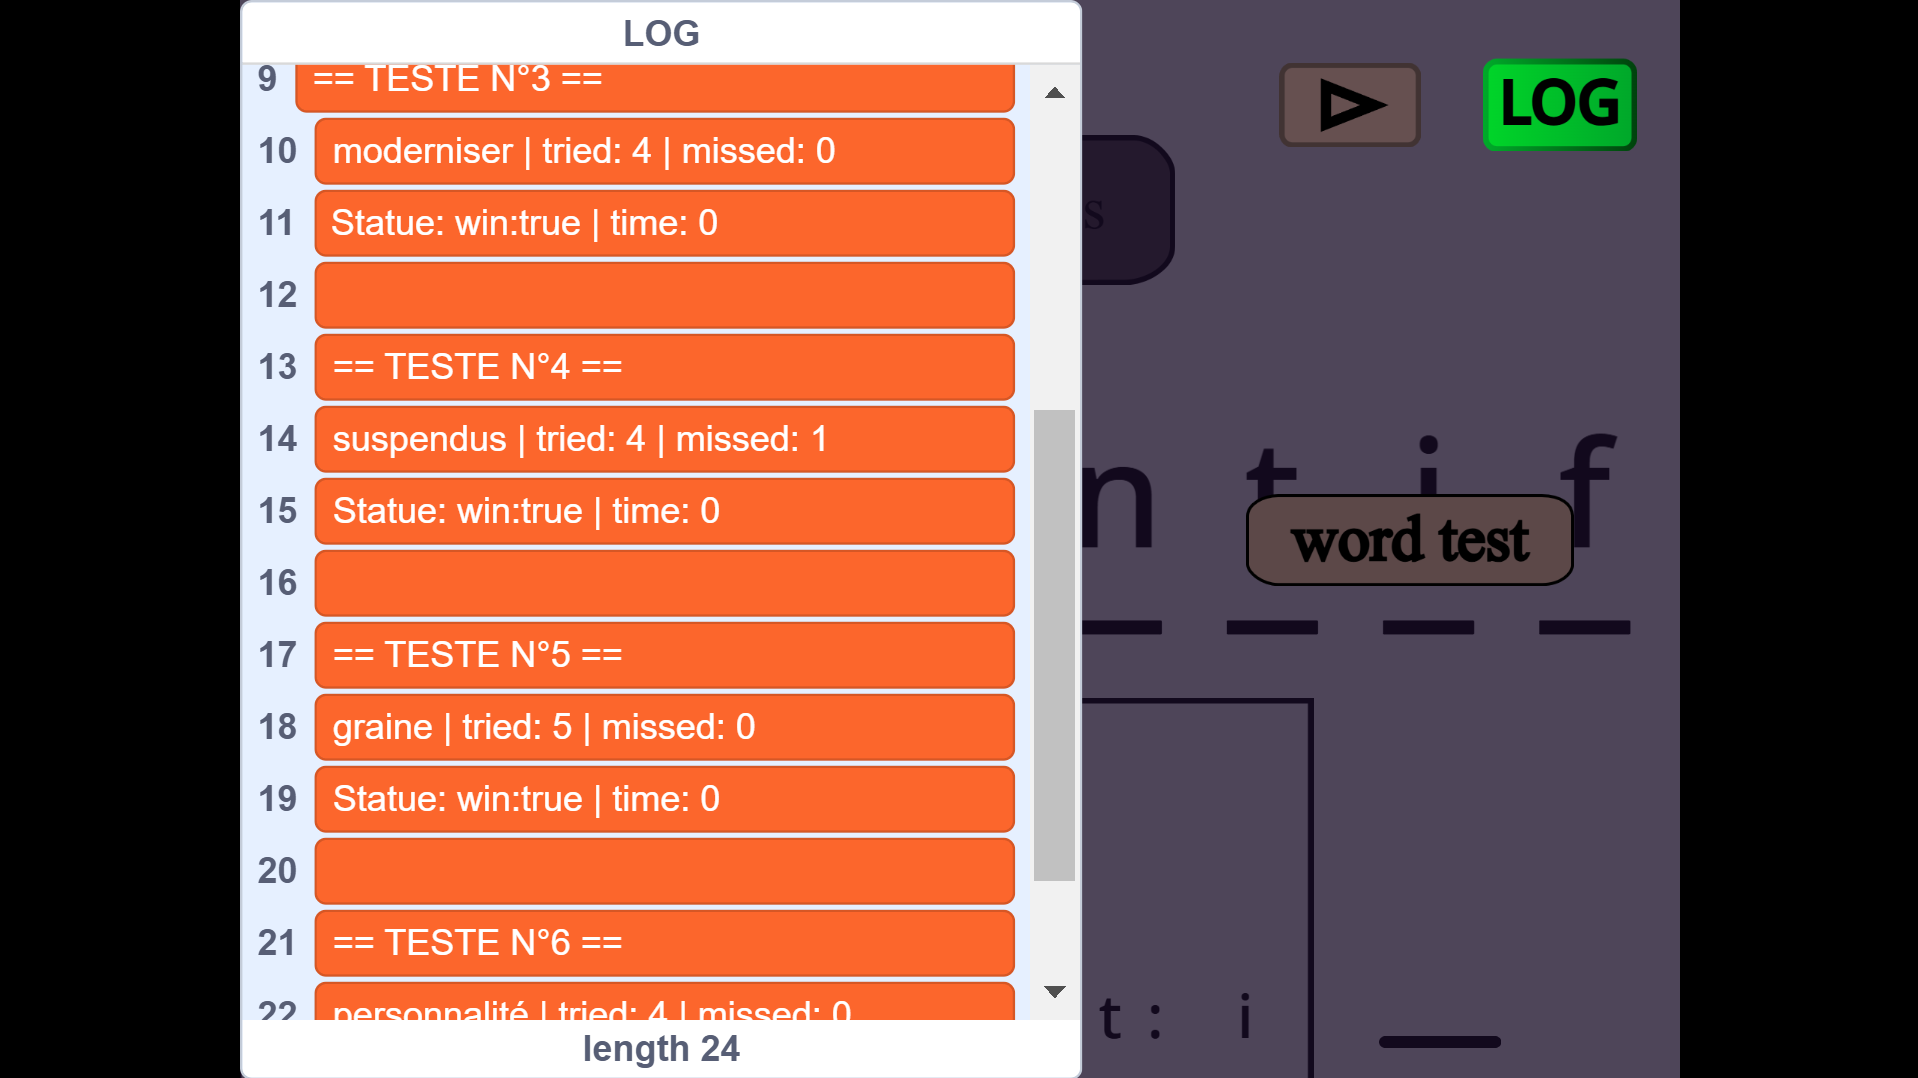 LOG
9 == TESTE N°3 ==
10 moderniser | tried: 4 | missed: 0
11 Statue: win:true | time: 0
12
13 == TESTE N°4 ==
14 suspendus | tried: 4 | missed: 1
15 Statue: win:true | time: 0
16
17 == TESTE N°5 ==
18 graine | tried: 5 | missed: 0
19 Statue: win:true | time: 0
20
21 == TESTE N°6 ==
22 personnalité | tried: 4 | missed: 0
length 24
LOG
s
n t i f
word test
t : i